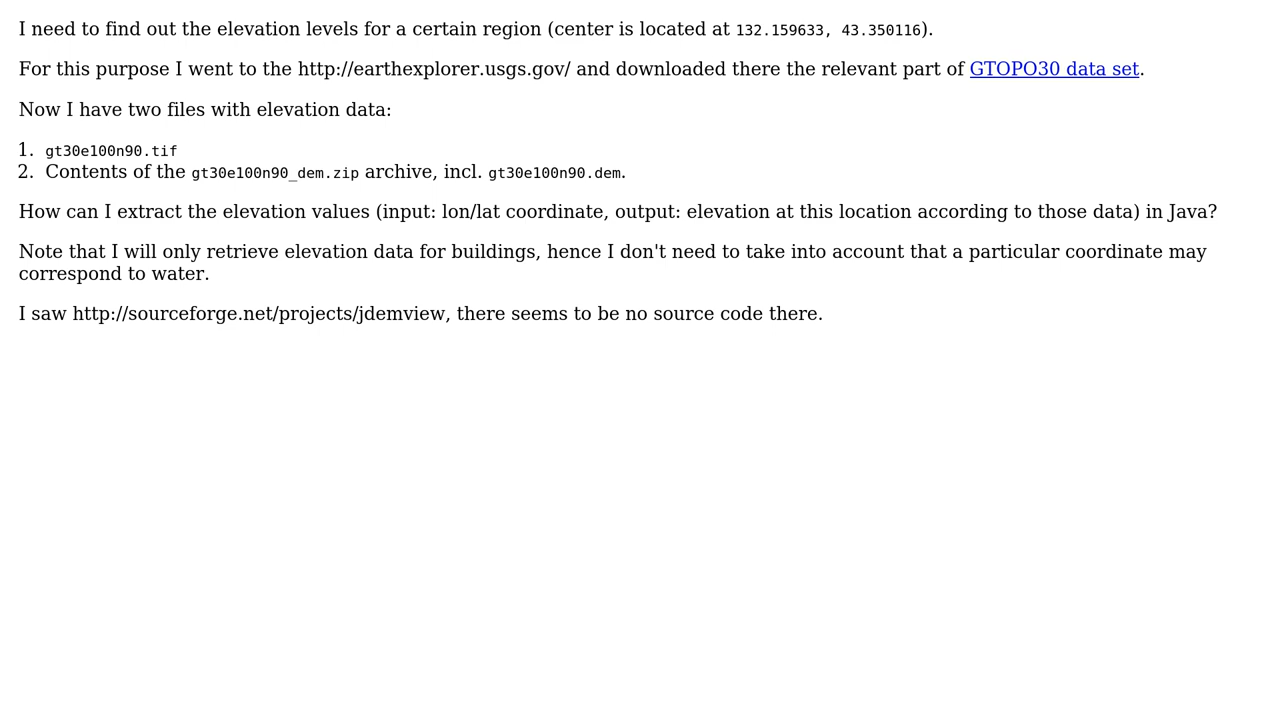 I need to find out the elevation levels for a certain region (center is located at 132.159633, 43.350116).
For this purpose I went to the http://earthexplorer.usgs.gov/ and downloaded there the relevant part of GTOPO30 data set.
Now I have two files with elevation data:
1. gt30e100n90.tif
2. Contents of the gt30e100n90_dem.zip archive, incl. gt30e100n90.dem.
How can I extract the elevation values (input: lon/lat coordinate, output: elevation at this location according to those data) in Java?
Note that I will only retrieve elevation data for buildings, hence I don't need to take into account that a particular coordinate may
correspond to water.
I saw http://sourceforge.net/projects/jdemview, there seems to be no source code there.